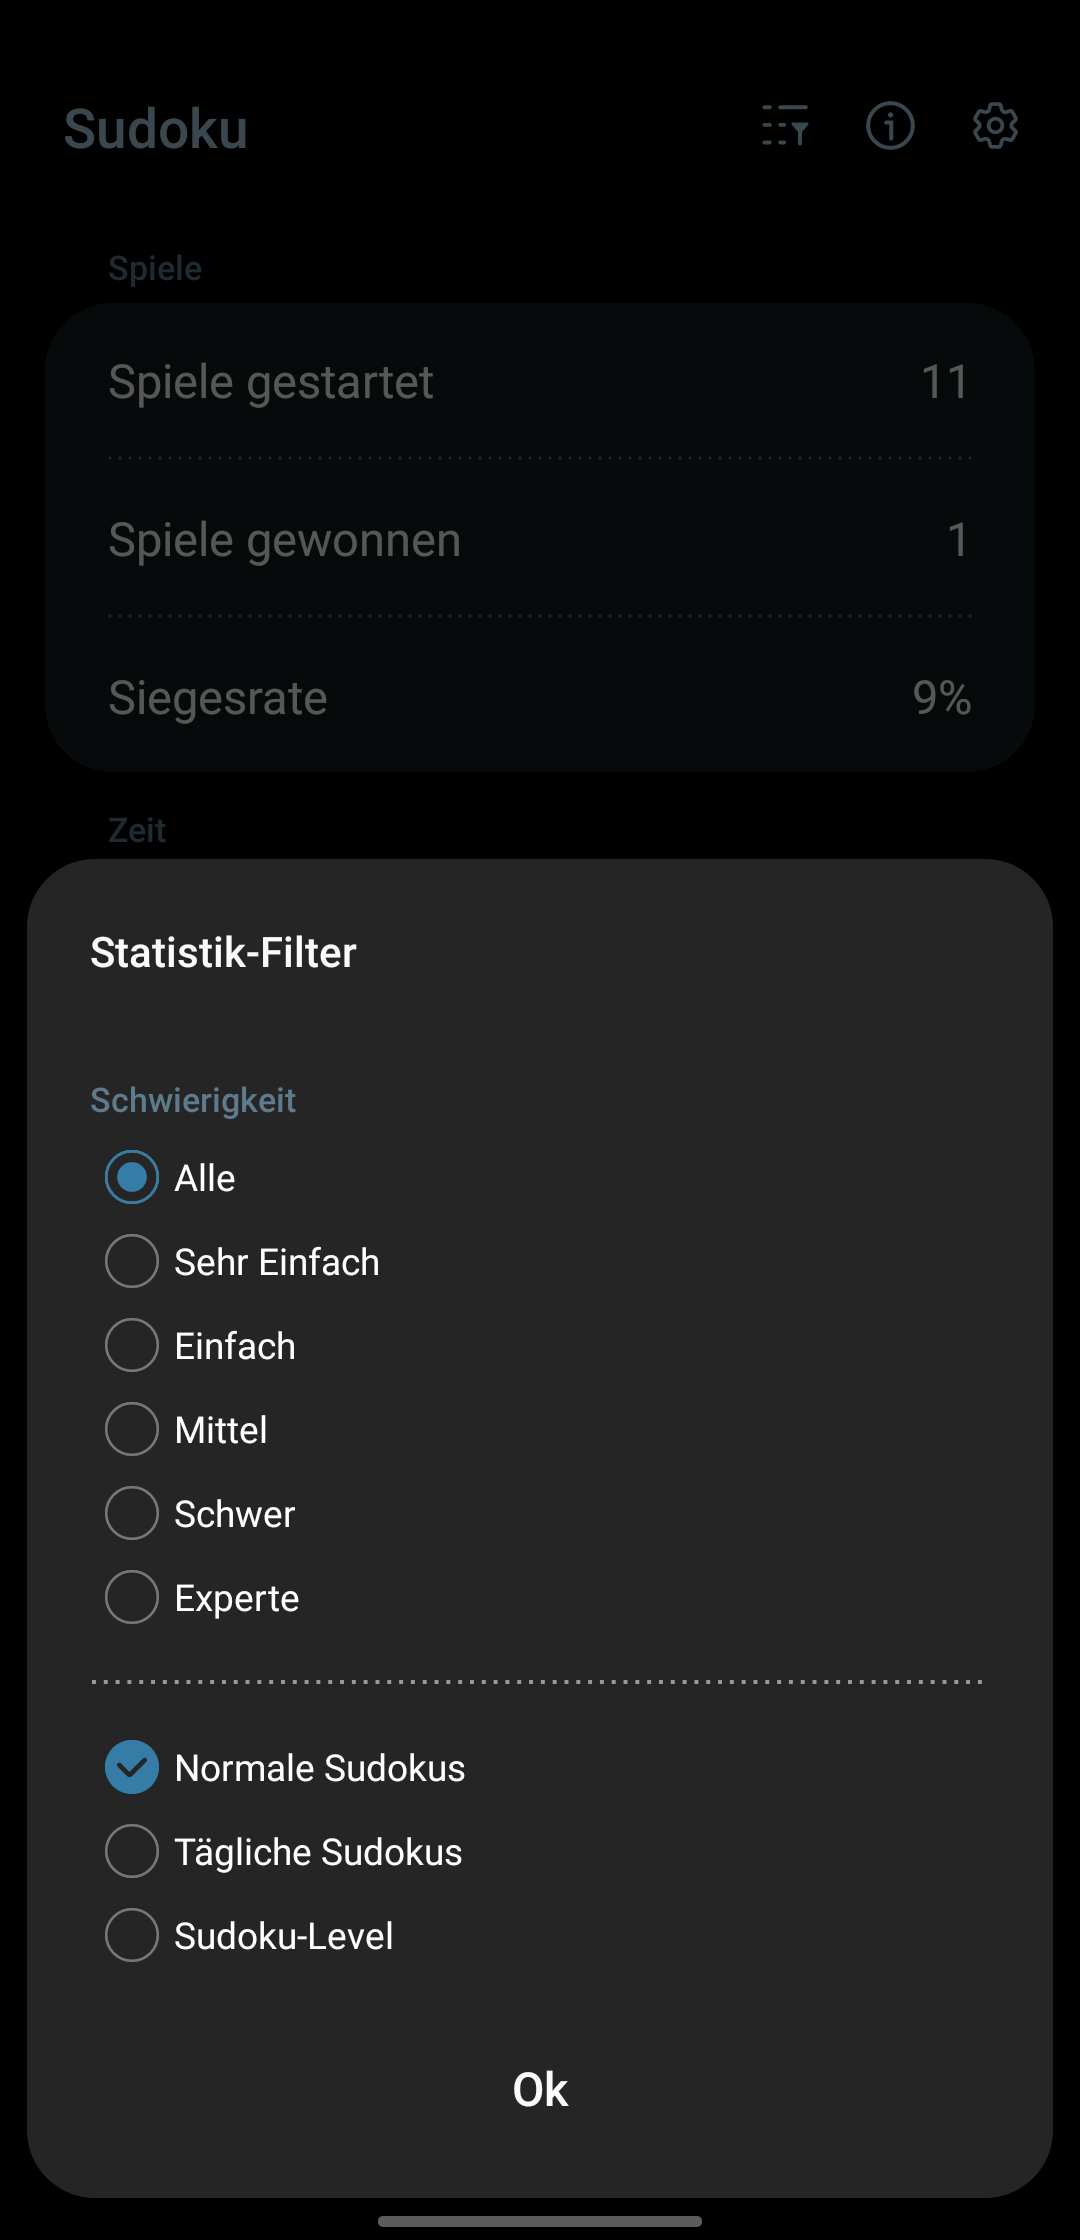 Sudoku
Spiele
Spiele gestartet 11
Spiele gewonnen 1
Siegesrate 9%
Zeit
Statistik-Filter
Schwierigkeit
Alle
Sehr Einfach
Einfach
Mittel
Schwer
Experte
Normale Sudokus
Tägliche Sudokus
Sudoku-Level
Ok